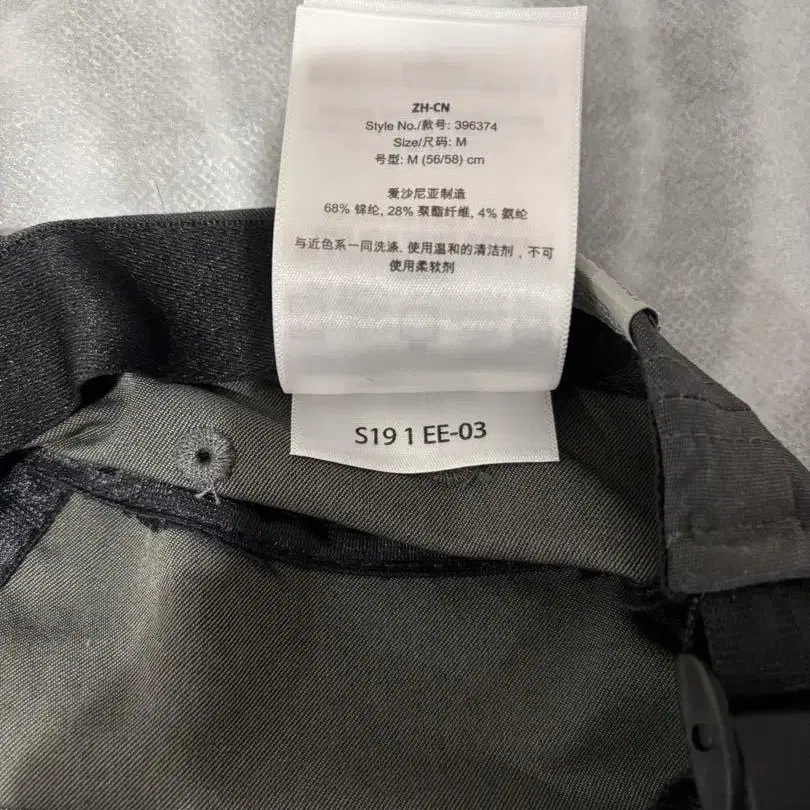 ZH-CN
Style No./款号: 396374
Size/尺码: M
号型: M (56/58) cm
爱沙尼亚制造
68% 锦纶, 28% 聚酯纤维, 4% 氨纶
与近色系一同洗涤, 使用温和的清洁剂，不可
使用柔软剂
S19 1 EE-03